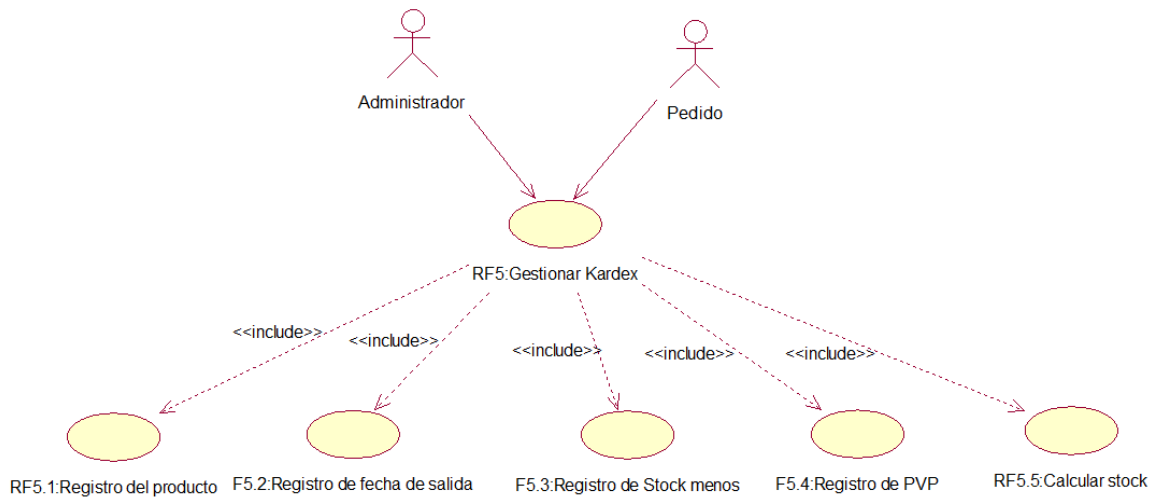 Administrador
Pedido
RF5:Gestionar Kardex
<<include>>
<<include>>
<<include>>
<<include>>
<<include>>
RF5.1:Registro del producto
F5.2:Registro de fecha de salida
F5.3:Registro de Stock menos
F5.4:Registro de PVP
RF5.5:Calcular stock